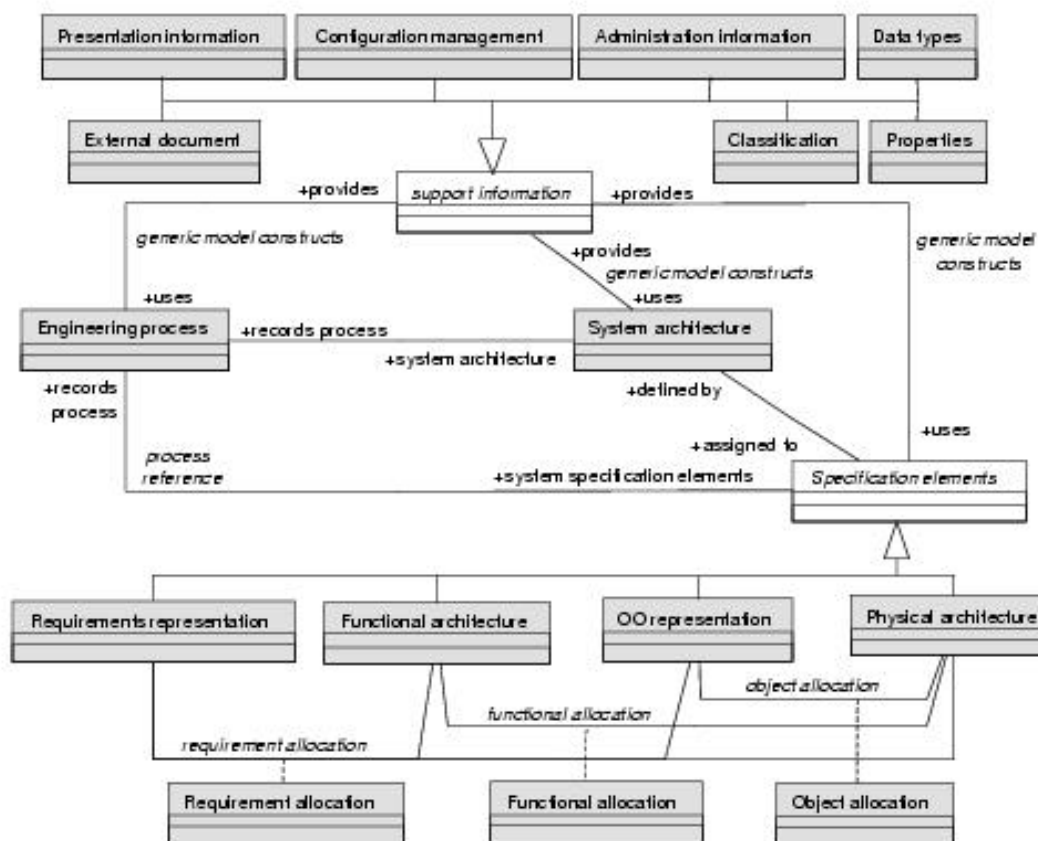 Presentation information
Configuration management
Administration information
Data types
External document
Classification
Properties
+provides
support information
+provides
generic model constructs
+provides
generic model constructs
generic model
constructs
+uses
+uses
Engineering process
+records process
System architecture
+system architecture
+records
process
+defined by
+uses
+assigned to
process
reference
+system specification elements
Specification elements
Requirements representation
Functional architecture
OO representation
Physical architecture
object allocation
functional allocation
requirement allocation
Requirement allocation
Functional allocation
Object allocation